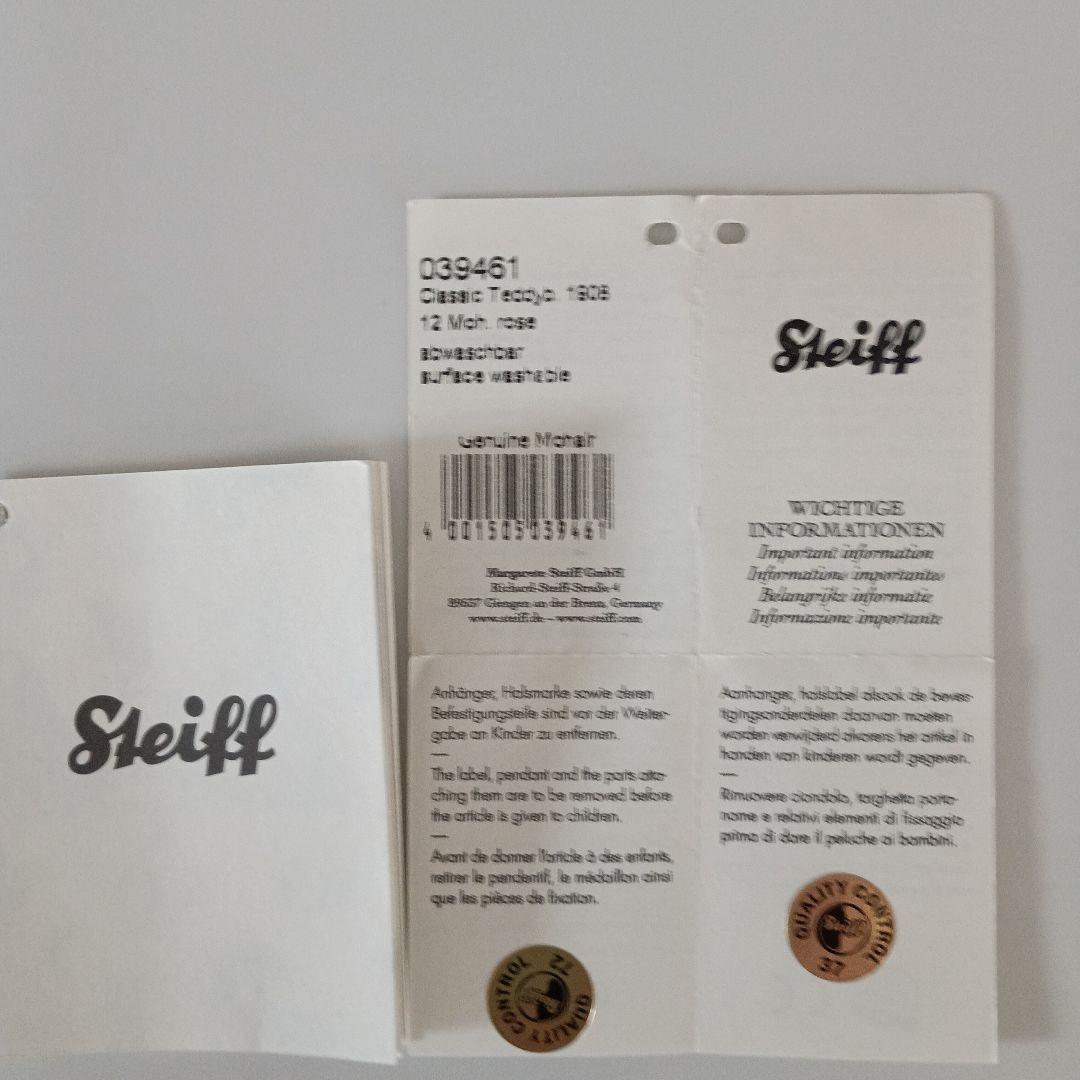 Steiff
039461
Classic Teddyb. 1908
12 Moh. rose
abwaschbar
surface washable
Genuine Mohair
4 001505 039461
Margarete Steiff GmbH
Richard-Steiff-Straße 4
89537 Giengen an der Brenz, Germany
www.steiff.de – www.steiff.com
Steiff
WICHTIGE
INFORMATIONEN
Important information
Informations importantes
Belangrijke informatie
Informazione importante
Anhänger, Halsmarke sowie deren
Befestigungsteile sind vor der Weiter-
gabe an Kinder zu entfernen.
—
The label, pendant and the parts atta-
ching them are to be removed before
the article is given to children.
—
Avant de donner l'article à des enfants,
retirer le pendentif, le médaillon ainsi
que les pièces de fixation.
QUALITY CONTROL
Steiff
Aanhanger, halslabel alsook de beves-
tigingsonderdelen daarvan moeten
worden verwijderd alvorens het artikel in
handen van kinderen wordt gegeven.
—
Rimuovere ciondolo, targhetta porta-
nome e relativi elementi di fissaggio
prima di dare il peluche ai bambini.
QUALITY CONTROL
Steiff
37